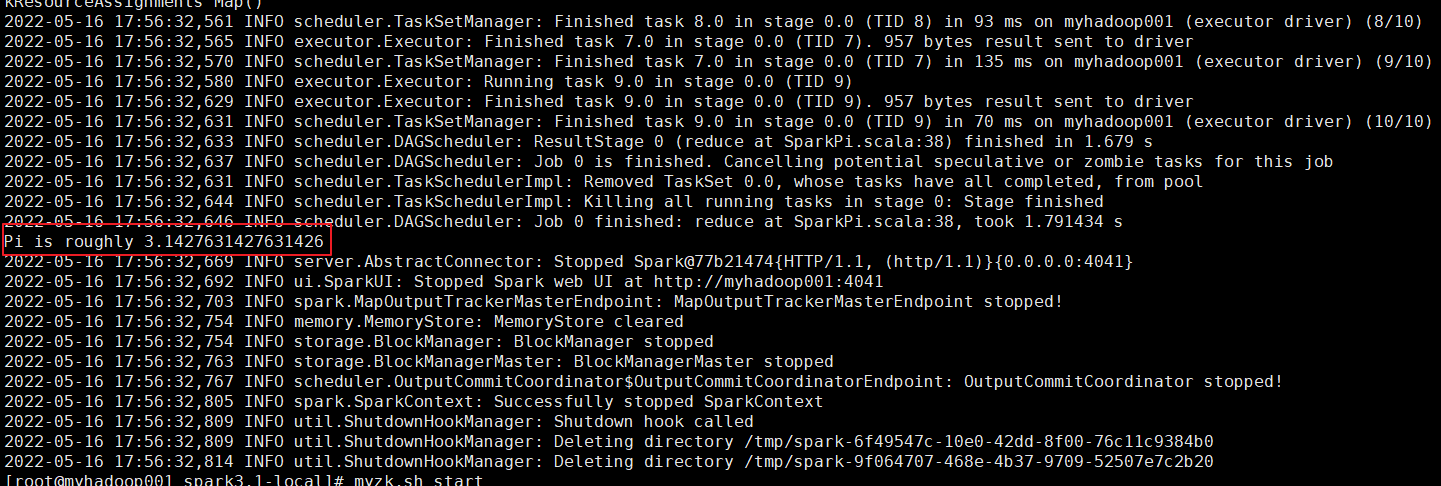 kResourceAssignments Map()
2022-05-16 17:56:32,561 INFO scheduler.TaskSetManager: Finished task 8.0 in stage 0.0 (TID 8) in 93 ms on myhadoop001 (executor driver) (8/10)
2022-05-16 17:56:32,565 INFO executor.Executor: Finished task 7.0 in stage 0.0 (TID 7). 957 bytes result sent to driver
2022-05-16 17:56:32,570 INFO scheduler.TaskSetManager: Finished task 7.0 in stage 0.0 (TID 7) in 135 ms on myhadoop001 (executor driver) (9/10)
2022-05-16 17:56:32,580 INFO executor.Executor: Running task 9.0 in stage 0.0 (TID 9)
2022-05-16 17:56:32,629 INFO executor.Executor: Finished task 9.0 in stage 0.0 (TID 9). 957 bytes result sent to driver
2022-05-16 17:56:32,631 INFO scheduler.TaskSetManager: Finished task 9.0 in stage 0.0 (TID 9) in 70 ms on myhadoop001 (executor driver) (10/10)
2022-05-16 17:56:32,633 INFO scheduler.DAGScheduler: ResultStage 0 (reduce at SparkPi.scala:38) finished in 1.679 s
2022-05-16 17:56:32,637 INFO scheduler.DAGScheduler: Job 0 is finished. Cancelling potential speculative or zombie tasks for this job
2022-05-16 17:56:32,631 INFO scheduler.TaskSchedulerImpl: Removed TaskSet 0.0, whose tasks have all completed, from pool
2022-05-16 17:56:32,644 INFO scheduler.TaskSchedulerImpl: Killing all running tasks in stage 0: Stage finished
2022-05-16 17:56:32,646 INFO scheduler.DAGScheduler: Job 0 finished: reduce at SparkPi.scala:38, took 1.791434 s
Pi is roughly 3.1427631427631426
2022-05-16 17:56:32,669 INFO server.AbstractConnector: Stopped Spark@77b21474{HTTP/1.1, (http/1.1)}{0.0.0.0:4041}
2022-05-16 17:56:32,692 INFO ui.SparkUI: Stopped Spark web UI at http://myhadoop001:4041
2022-05-16 17:56:32,703 INFO spark.MapOutputTrackerMasterEndpoint: MapOutputTrackerMasterEndpoint stopped!
2022-05-16 17:56:32,754 INFO memory.MemoryStore: MemoryStore cleared
2022-05-16 17:56:32,754 INFO storage.BlockManager: BlockManager stopped
2022-05-16 17:56:32,763 INFO storage.BlockManagerMaster: BlockManagerMaster stopped
2022-05-16 17:56:32,767 INFO scheduler.OutputCommitCoordinator$OutputCommitCoordinatorEndpoint: OutputCommitCoordinator stopped!
2022-05-16 17:56:32,805 INFO spark.SparkContext: Successfully stopped SparkContext
2022-05-16 17:56:32,809 INFO util.ShutdownHookManager: Shutdown hook called
2022-05-16 17:56:32,809 INFO util.ShutdownHookManager: Deleting directory /tmp/spark-6f49547c-10e0-42dd-8f00-76c11c9384b0
2022-05-16 17:56:32,814 INFO util.ShutdownHookManager: Deleting directory /tmp/spark-9f064707-468e-4b37-9709-52507e7c2b20
[root@myhadoop001 spark3.1-local]# myzk.sh start